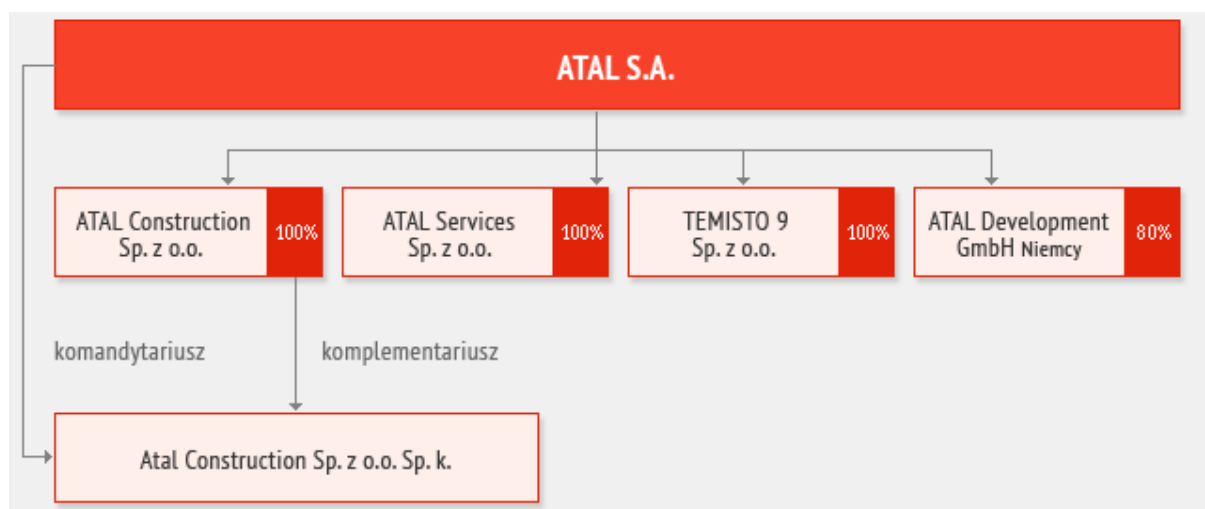 ATAL S.A.
ATAL Construction
Sp. z o.o.
100%
ATAL Services
Sp. z o.o.
100%
TEMISTO 9
Sp. z o.o.
100%
ATAL Development
GmbH Niemcy
80%
komandytariusz
komplementariusz
Atal Construction Sp. z o.o. Sp. k.